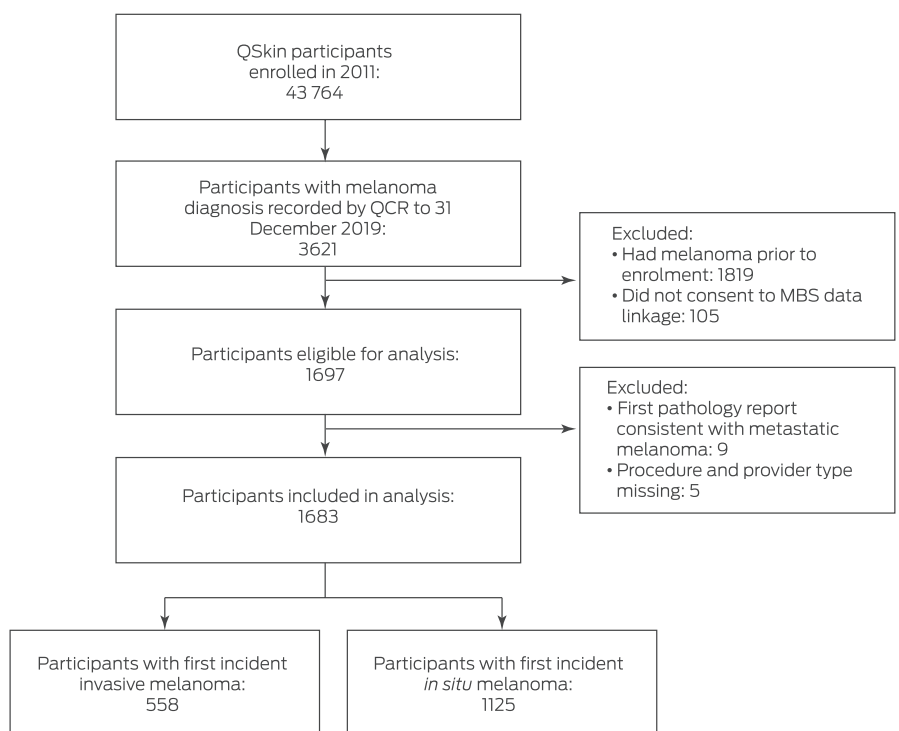 QSkin participants
enrolled in 2011:
43 764
Participants with melanoma
diagnosis recorded by QCR to 31
December 2019:
3621
Excluded:
• Had melanoma prior to
enrolment: 1819
• Did not consent to MBS data
linkage: 105
Participants eligible for analysis:
1697
Excluded:
• First pathology report
consistent with metastatic
melanoma: 9
• Procedure and provider type
missing: 5
Participants included in analysis:
1683
Participants with first incident
invasive melanoma:
558
Participants with first incident
in situ melanoma:
1125